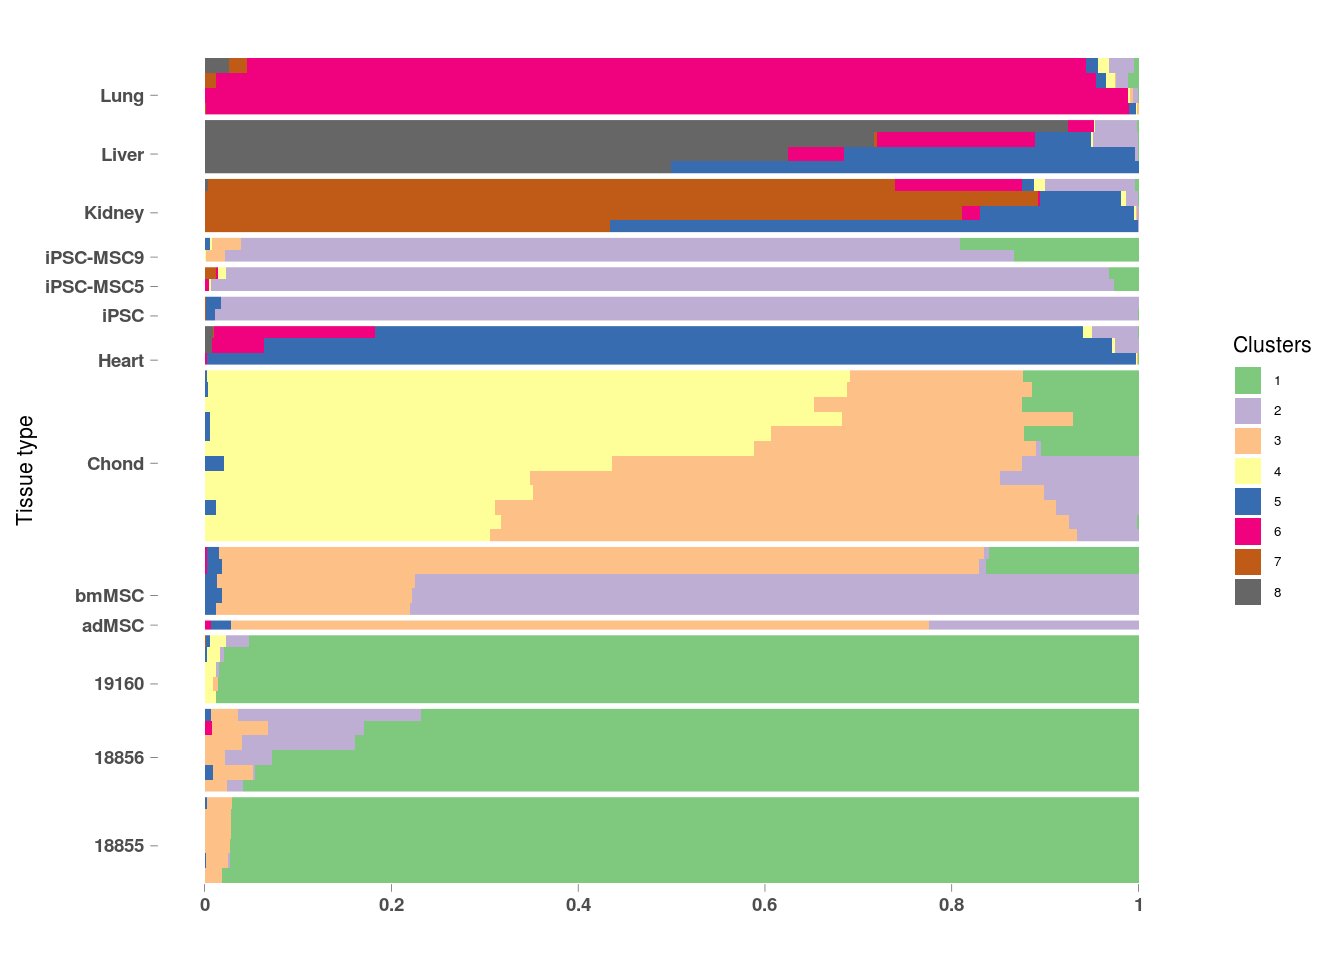 Lung
Liver
Kidney
iPSC-MSC9
iPSC-MSC5
iPSC
Heart
Chond
bmMSC
adMSC
19160
18856
18855
Tissue type
0 0.2 0.4 0.6 0.8 1
Clusters
1
2
3
4
5
6
7
8